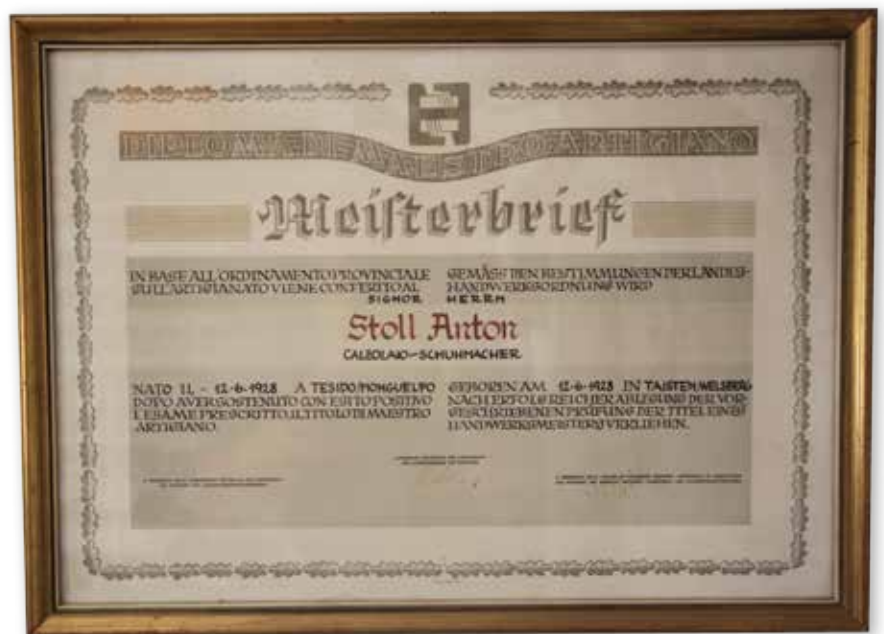 DIPLOMA DI MAESTRO ARTIGIANO
Meisterbrief
IN BASE ALL'ORDINAMENTO PROVINCIALE
SULL'ARTIGIANATO VIENE CONFERITO AL
SIGNOR
GEMÄSS DEN BESTIMMUNGEN DER LANDES-
HANDWERKSORDNUNG WIRD
HERRN
Stoll Anton
CALZOLAIO-SCHUHMACHER
NATO IL - 12-6-1928 A TESIDO/MONGUELFO
DOPO AVER SOSTENUTO CON ESITO POSITIVO
L'ESAME PRESCRITTO, IL TITOLO DI MAESTRO
ARTIGIANO.
GEBOREN AM 12-6-1928 IN TAISTEN/WELSBERG
NACH ERFOLGREICHER ABLEGUNG DER VOR-
GESCHRIEBENEN PRÜFUNG DER TITEL EINES
HANDWERKSMEISTERS VERLIEHEN.